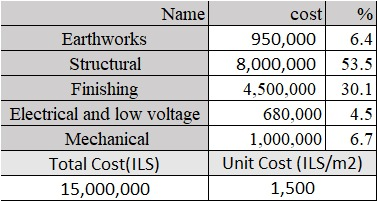 Name cost %
Earthworks 950,000 6.4
Structural 8,000,000 53.5
Finishing 4,500,000 30.1
Electrical and low voltage 680,000 4.5
Mechanical 1,000,000 6.7
Total Cost(ILS) Unit Cost (ILS/m2)
15,000,000 1,500